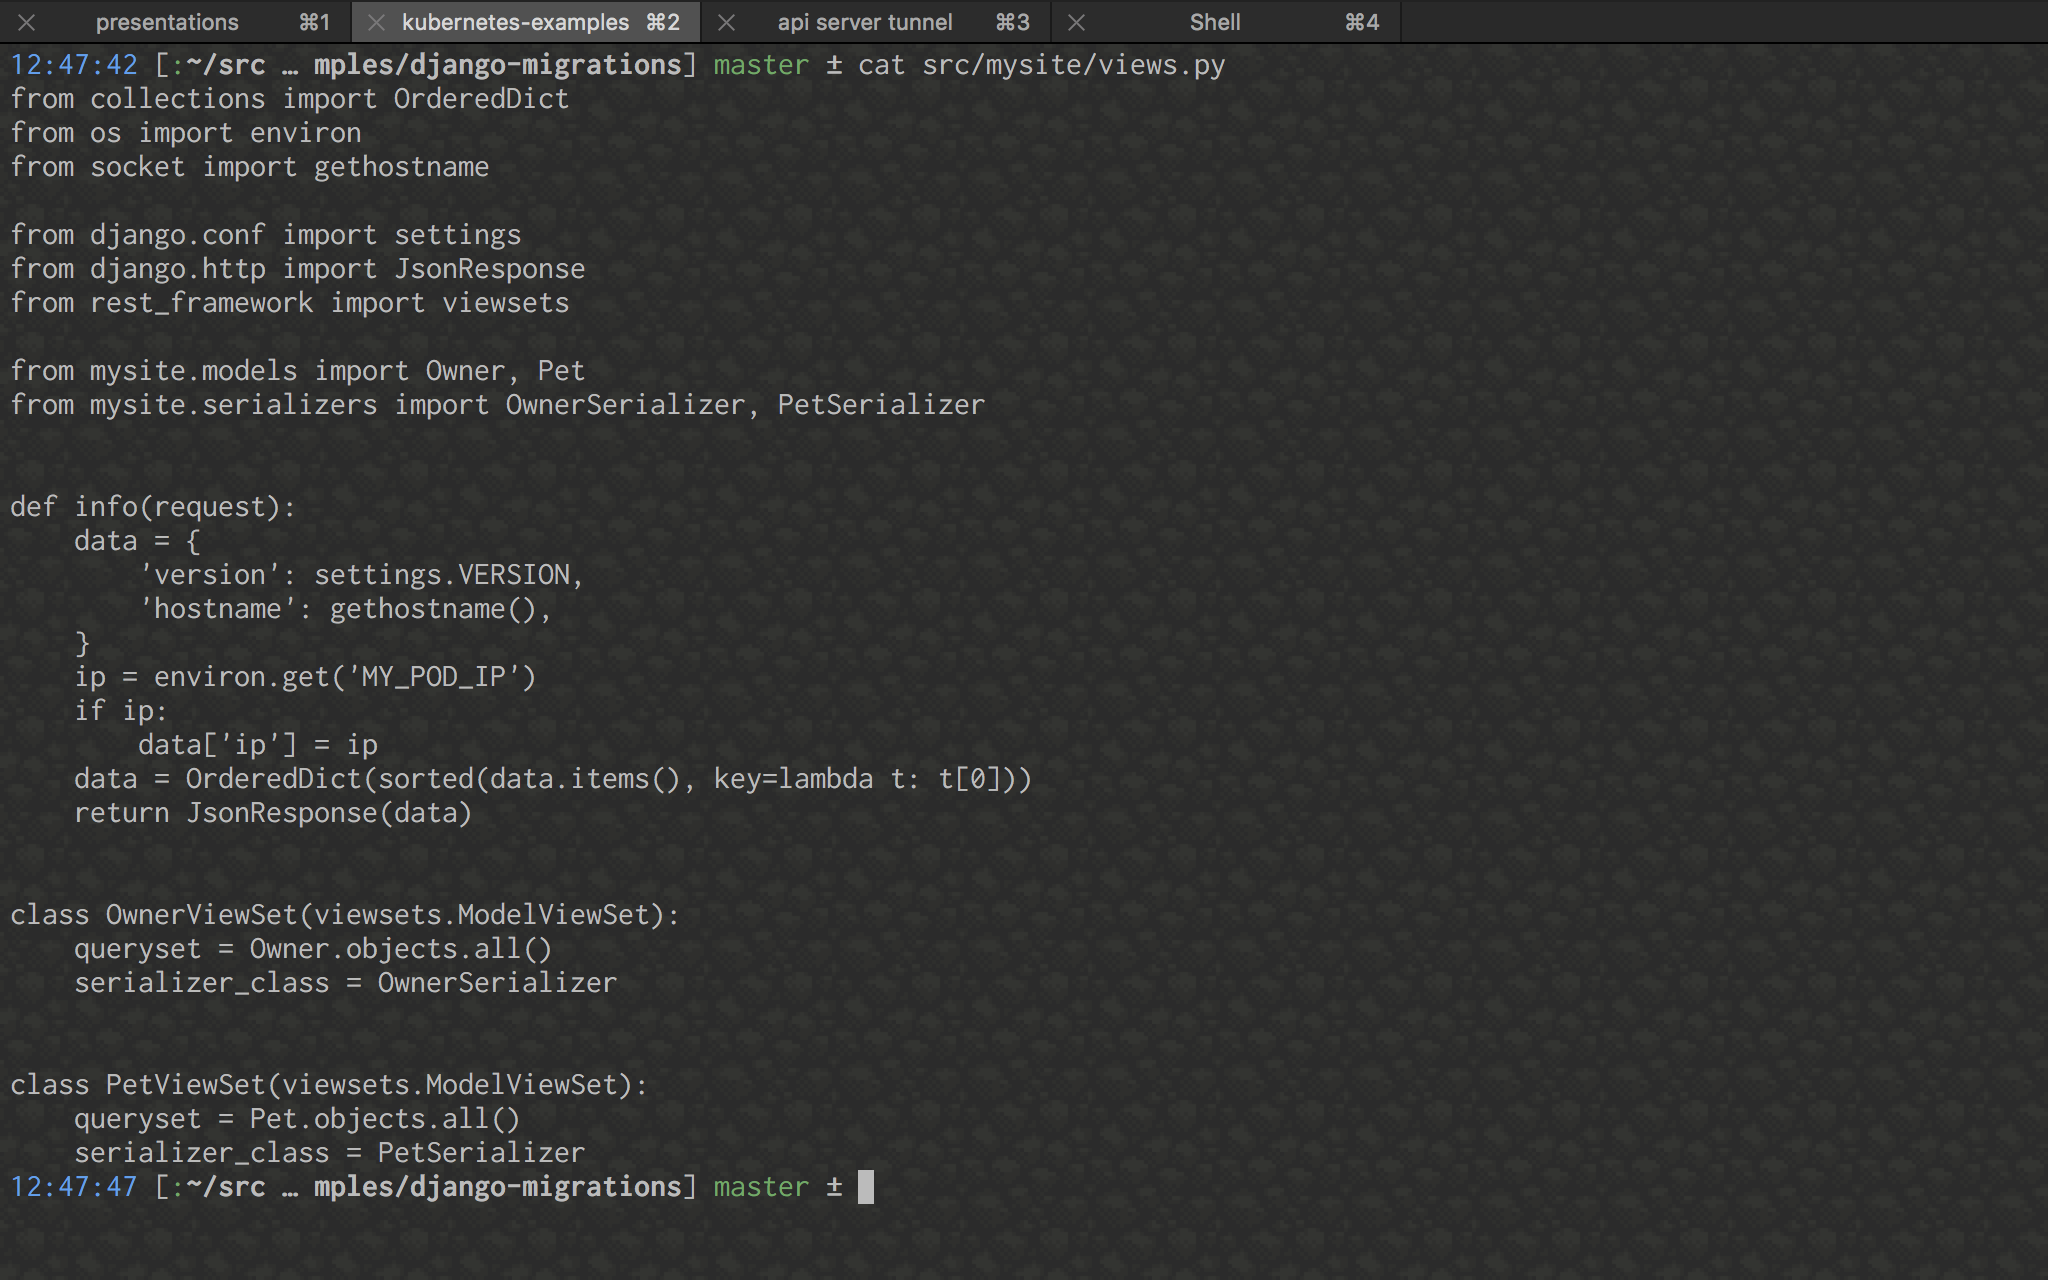 presentations ⌘1 kubernetes-examples ⌘2 api server tunnel ⌘3 Shell ⌘4
12:47:42 [:~/src … mples/django-migrations] master ± cat src/mysite/views.py
from collections import OrderedDict
from os import environ
from socket import gethostname

from django.conf import settings
from django.http import JsonResponse
from rest_framework import viewsets

from mysite.models import Owner, Pet
from mysite.serializers import OwnerSerializer, PetSerializer


def info(request):
    data = {
        'version': settings.VERSION,
        'hostname': gethostname(),
    }
    ip = environ.get('MY_POD_IP')
    if ip:
        data['ip'] = ip
    data = OrderedDict(sorted(data.items(), key=lambda t: t[0]))
    return JsonResponse(data)


class OwnerViewSet(viewsets.ModelViewSet):
    queryset = Owner.objects.all()
    serializer_class = OwnerSerializer


class PetViewSet(viewsets.ModelViewSet):
    queryset = Pet.objects.all()
    serializer_class = PetSerializer
12:47:47 [:~/src … mples/django-migrations] master ±